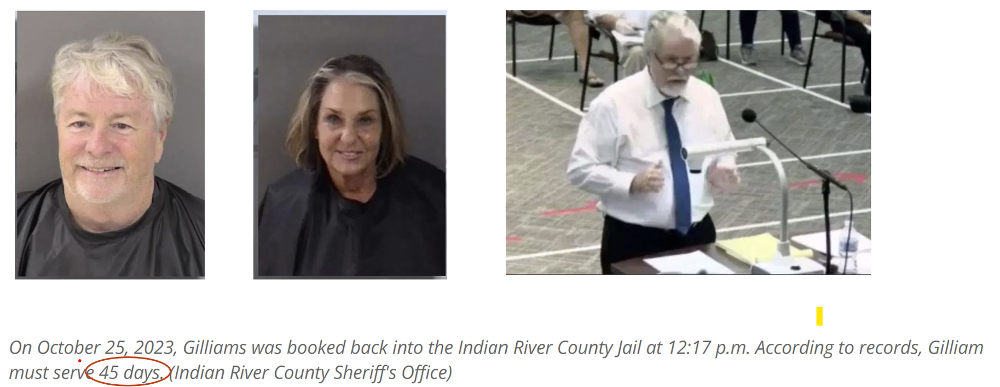 On October 25, 2023, Gilliams was booked back into the Indian River County Jail at 12:17 p.m. According to records, Gilliam
must serve 45 days. (Indian River County Sheriff's Office)